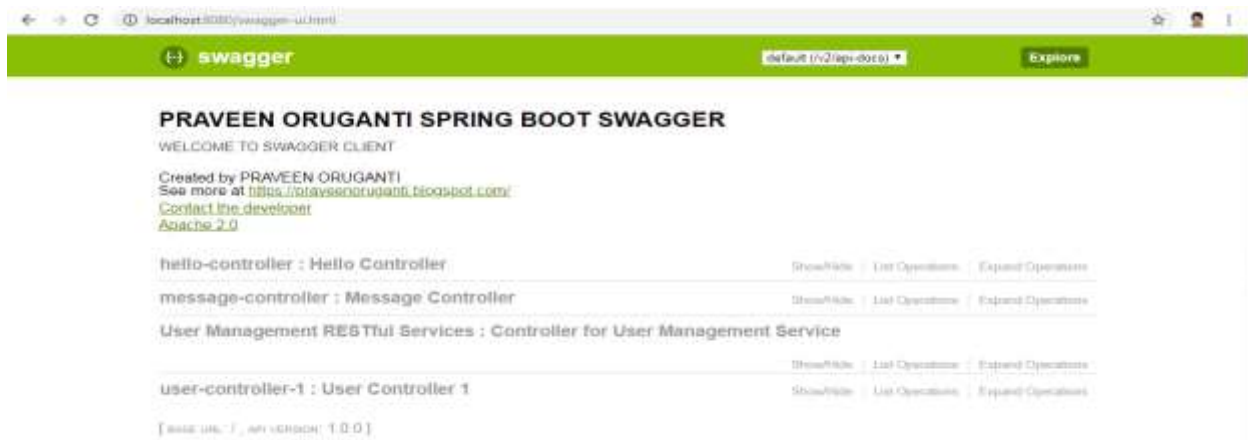 localhost:8080/swagger-ui.html
swagger
default (/v2/api-docs)
Explore
PRAVEEN ORUGANTI SPRING BOOT SWAGGER
WELCOME TO SWAGGER CLIENT
Created by PRAVEEN ORUGANTI
See more at https://praveenoruganti.blogspot.com/
Contact the developer
Apache 2.0
hello-controller : Hello Controller
Show/Hide | List Operations | Expand Operations
message-controller : Message Controller
Show/Hide | List Operations | Expand Operations
User Management RESTful Services : Controller for User Management Service
Show/Hide | List Operations | Expand Operations
user-controller-1 : User Controller 1
Show/Hide | List Operations | Expand Operations
[ BASE URL: / , API VERSION: 1.0.0 ]